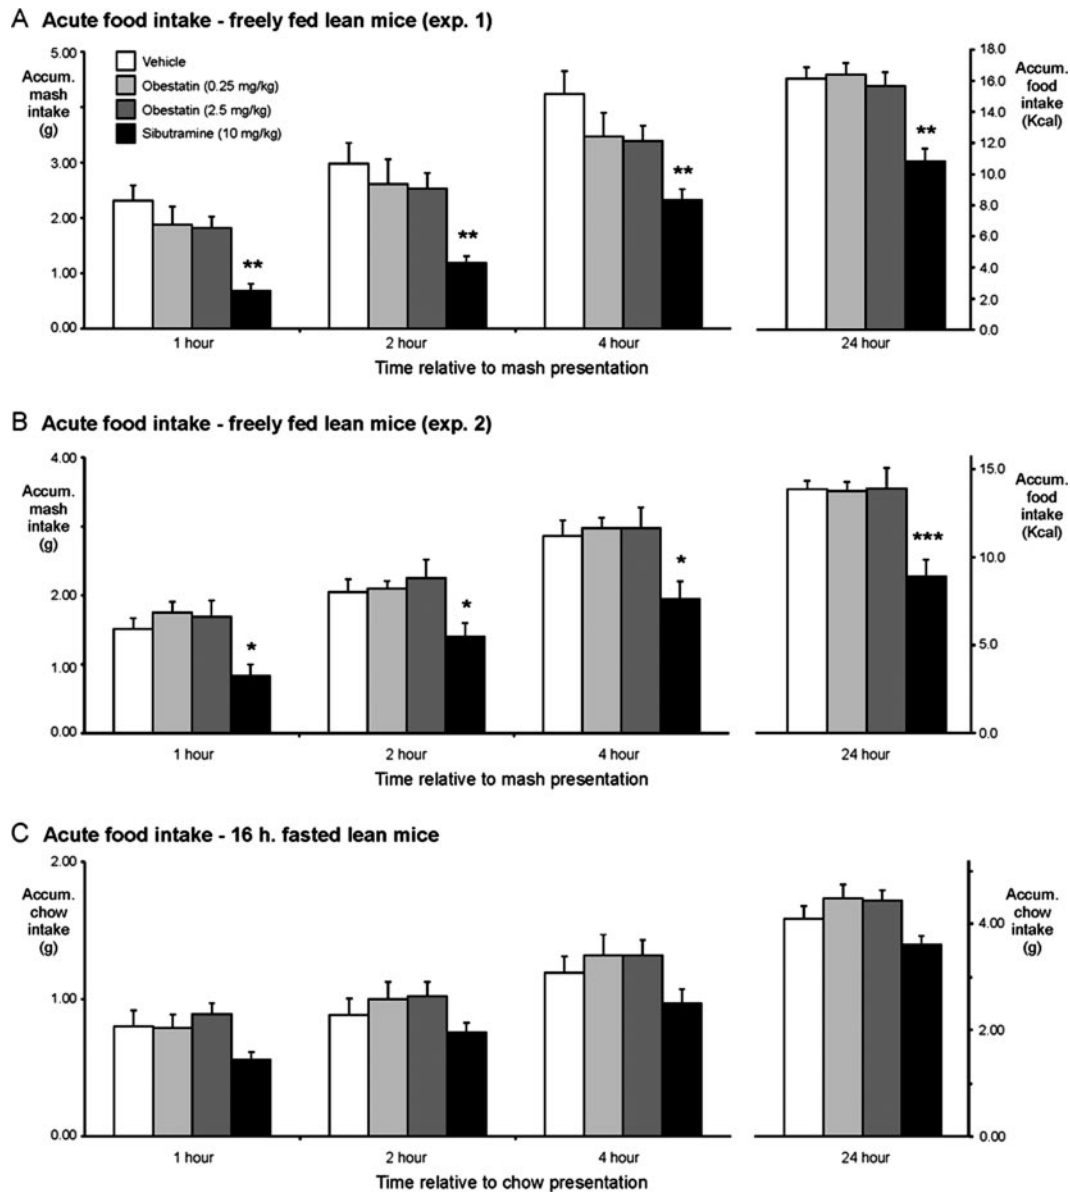 A Acute food intake - freely fed lean mice (exp. 1)
5.00
Accum.
mash
intake
(g)
3.00
2.00
1.00
0.00
Vehicle
Obestatin (0.25 mg/kg)
Obestatin (2.5 mg/kg)
Sibutramine (10 mg/kg)
**
**
**
**
18.0
16.0
14.0
12.0
10.0
8.0
6.0
4.0
2.0
0.0
Accum.
food
intake
(Kcal)
1 hour 2 hour 4 hour 24 hour
Time relative to mash presentation
B Acute food intake - freely fed lean mice (exp. 2)
4.00
Accum.
mash
intake
(g)
2.00
1.00
0.00
*
*
*
***
15.0
10.0
5.0
0.0
Accum.
food
intake
(Kcal)
1 hour 2 hour 4 hour 24 hour
Time relative to mash presentation
C Acute food intake - 16 h. fasted lean mice
2.00
Accum.
chow
intake
(g)
1.00
0.00
4.00
2.00
0.00
Accum.
chow
intake
(g)
1 hour 2 hour 4 hour 24 hour
Time relative to chow presentation